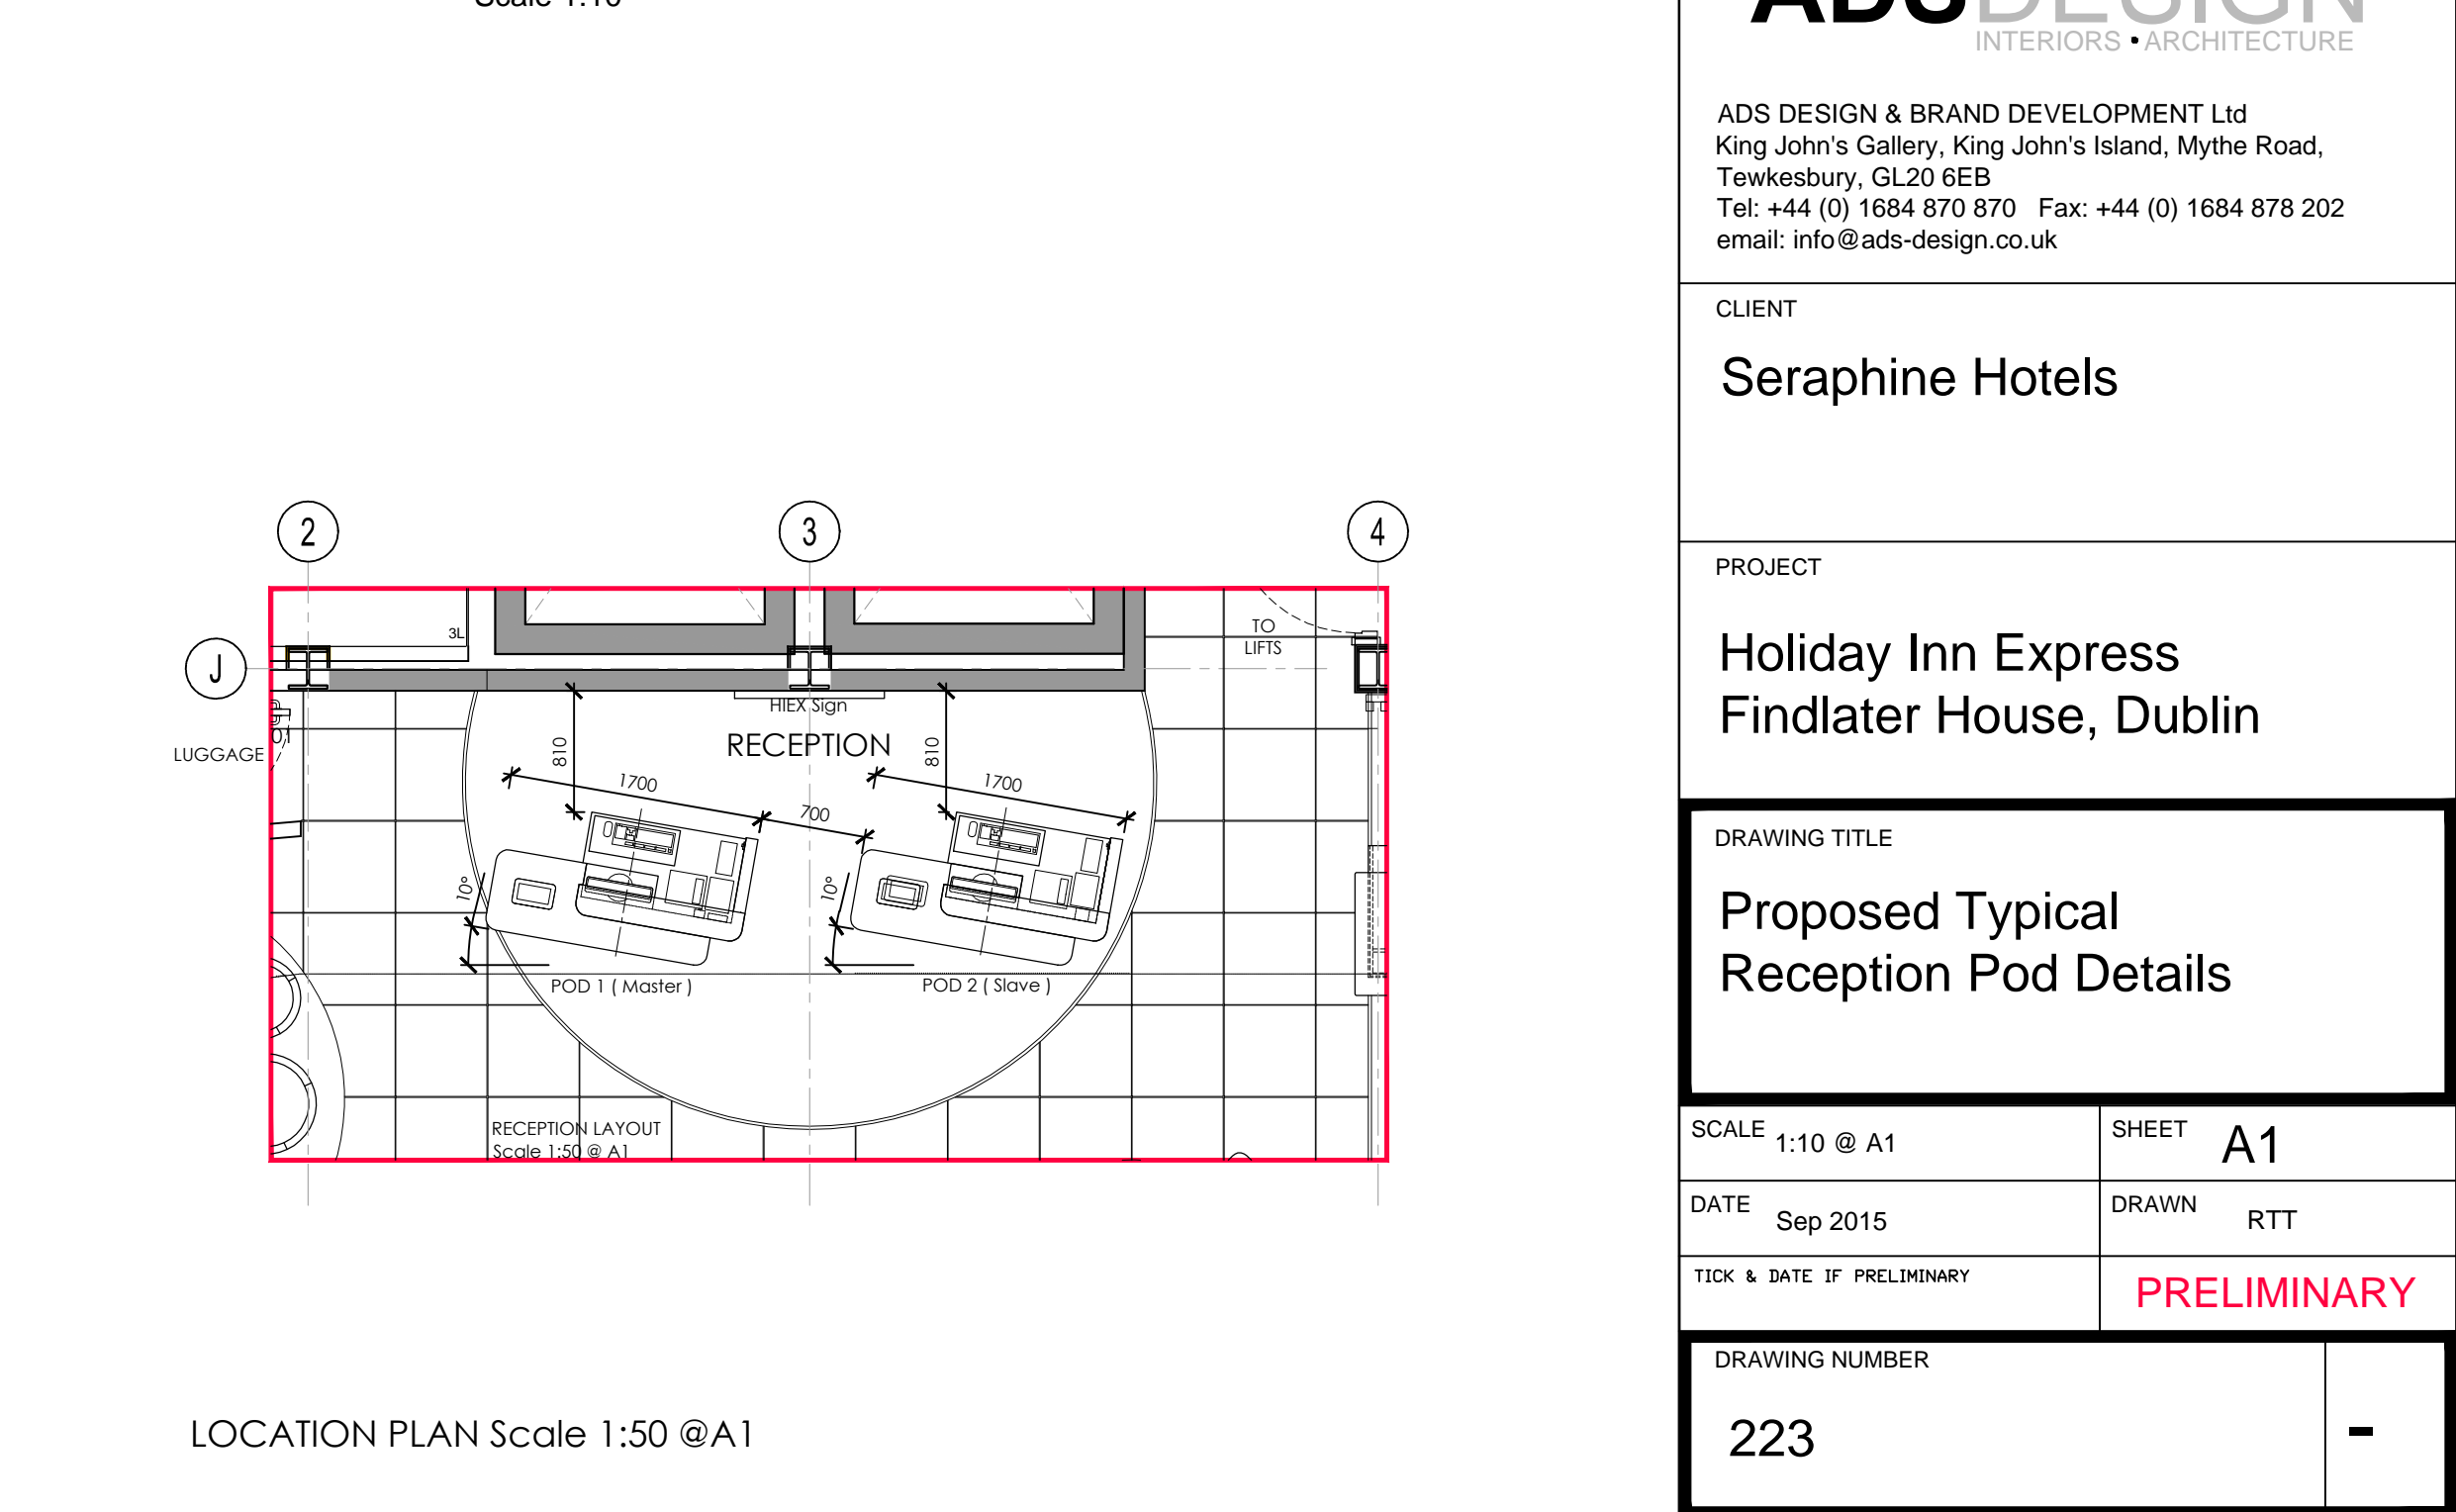 Scale 1:10
2
3
4
J
3L
TO
LIFTS
HIEX Sign
RECEPTION
LUGGAGE
01
810
810
1700
1700
700
10°
10°
POD 1 ( Master )
POD 2 ( Slave )
RECEPTION LAYOUT
Scale 1:50 @ A1
LOCATION PLAN Scale 1:50 @A1
ADSDESIGN
INTERIORS • ARCHITECTURE
ADS DESIGN & BRAND DEVELOPMENT Ltd
King John's Gallery, King John's Island, Mythe Road,
Tewkesbury, GL20 6EB
Tel: +44 (0) 1684 870 870 Fax: +44 (0) 1684 878 202
email: info@ads-design.co.uk
CLIENT
Seraphine Hotels
PROJECT
Holiday Inn Express
Findlater House, Dublin
DRAWING TITLE
Proposed Typical
Reception Pod Details
SCALE 1:10 @ A1
SHEET A1
DATE Sep 2015
DRAWN RTT
TICK & DATE IF PRELIMINARY
PRELIMINARY
DRAWING NUMBER
223 -